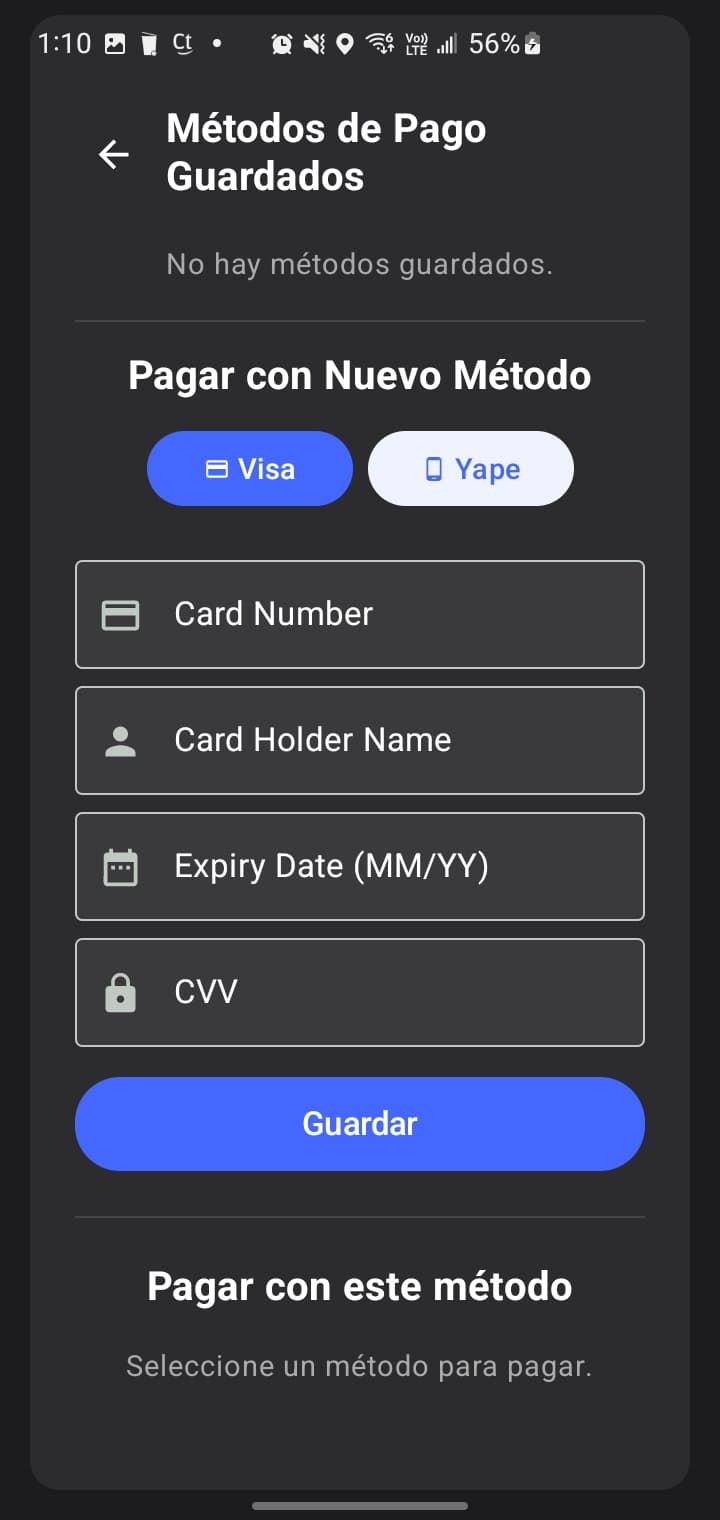 1:10 Ct 6 Vo)) LTE 56%
Métodos de Pago
Guardados
No hay métodos guardados.
Pagar con Nuevo Método
Visa Yape
Card Number
Card Holder Name
Expiry Date (MM/YY)
CVV
Guardar
Pagar con este método
Seleccione un método para pagar.